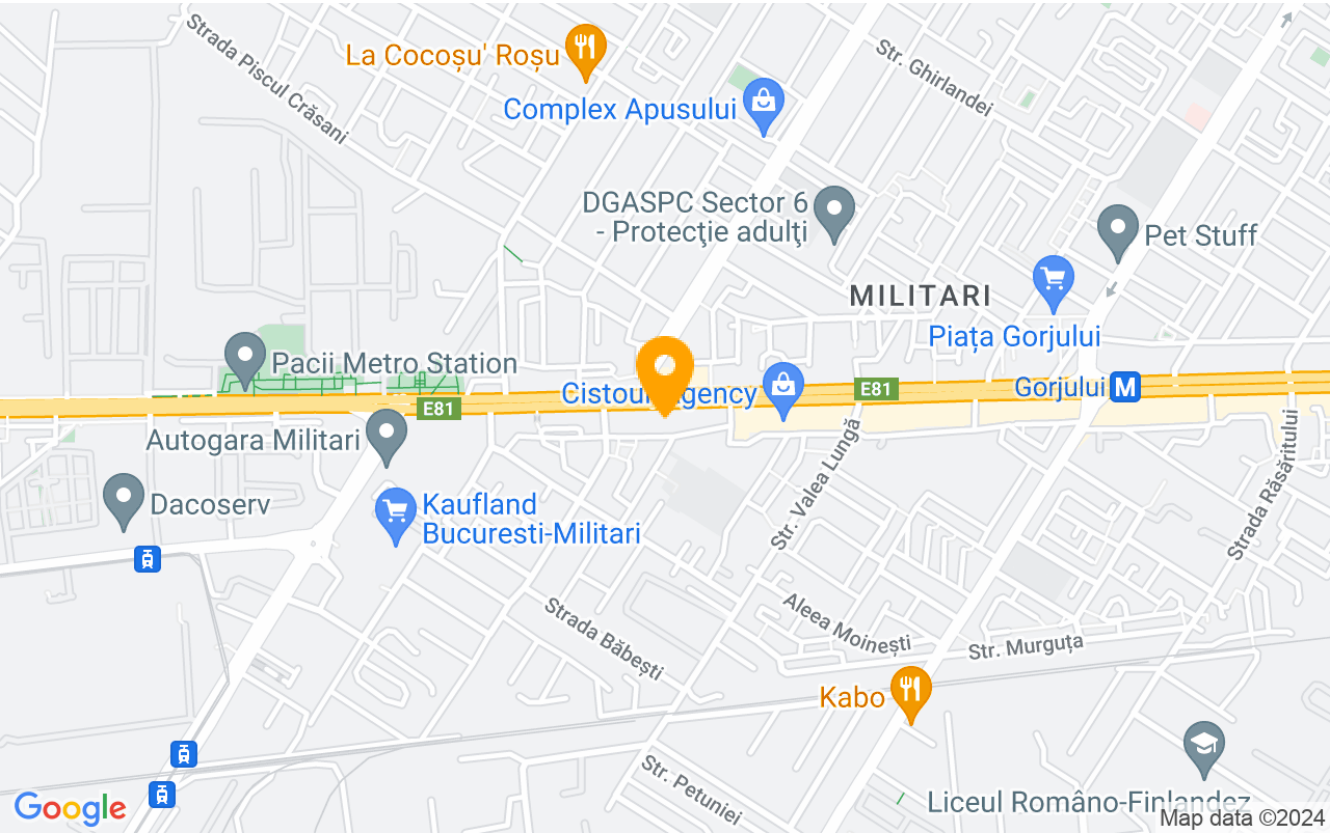 Strada Piscul Crăsani
La Cocoșu' Roșu
Str. Ghirlandei
Complex Apusului
DGASPC Sector 6
- Protecţie adulţi
Pet Stuff
MILITARI
Piața Gorjului
Pacii Metro Station
E81
E81
Gorjului M
Autogara Militari
Str. Valea Lungă
Strada Răsăritului
Dacoserv
Kaufland
Bucuresti-Militari
Strada Băbești
Aleea Moinești
Str. Murguța
Kabo
Str. Petuniei
Liceul Româno-Finlandez
Google
Map data ©2024
Cistour Agency